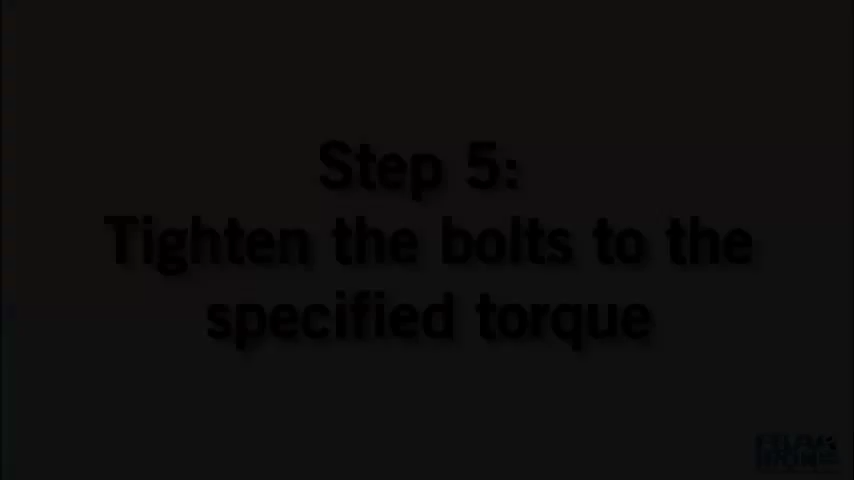 Step 5:
Tighten the bolts to the
specified torque